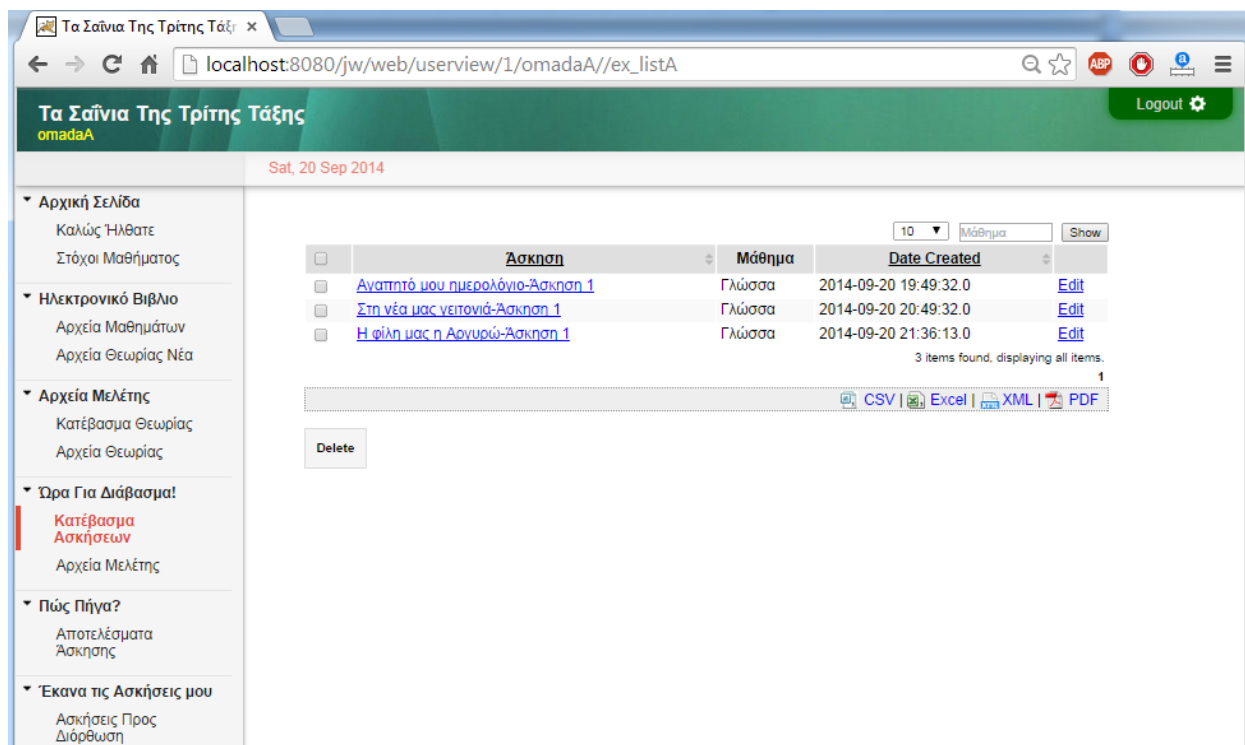 Τα Σαΐνια Της Τρίτης Τάξη
localhost:8080/jw/web/userview/1/omadaA//ex_listA
ABP
a
Τα Σαΐνια Της Τρίτης Τάξης
omadaA
Logout
Sat, 20 Sep 2014
Αρχική Σελίδα
Καλώς Ήλθατε
Στόχοι Μαθήματος
Ηλεκτρονικό Βιβλιο
Αρχεία Μαθημάτων
Αρχεία Θεωρίας Νέα
Αρχεία Μελέτης
Κατέβασμα Θεωρίας
Αρχεία Θεωρίας
Ώρα Για Διάβασμα!
Κατέβασμα
Ασκήσεων
Αρχεία Μελέτης
Πώς Πήγα?
Αποτελέσματα
Άσκησης
Έκανα τις Ασκήσεις μου
Ασκήσεις Προς
Διόρθωση
10 Μάθημα Show
Άσκηση Μάθημα Date Created
Αγαπητό μου ημερολόγιο-Άσκηση 1 Γλώσσα 2014-09-20 19:49:32.0 Edit
Στη νέα μας γειτονιά-Άσκηση 1 Γλώσσα 2014-09-20 20:49:32.0 Edit
Η φίλη μας η Αργυρώ-Άσκηση 1 Γλώσσα 2014-09-20 21:36:13.0 Edit
3 items found, displaying all items.
1
CSV | Excel | XML | PDF
Delete